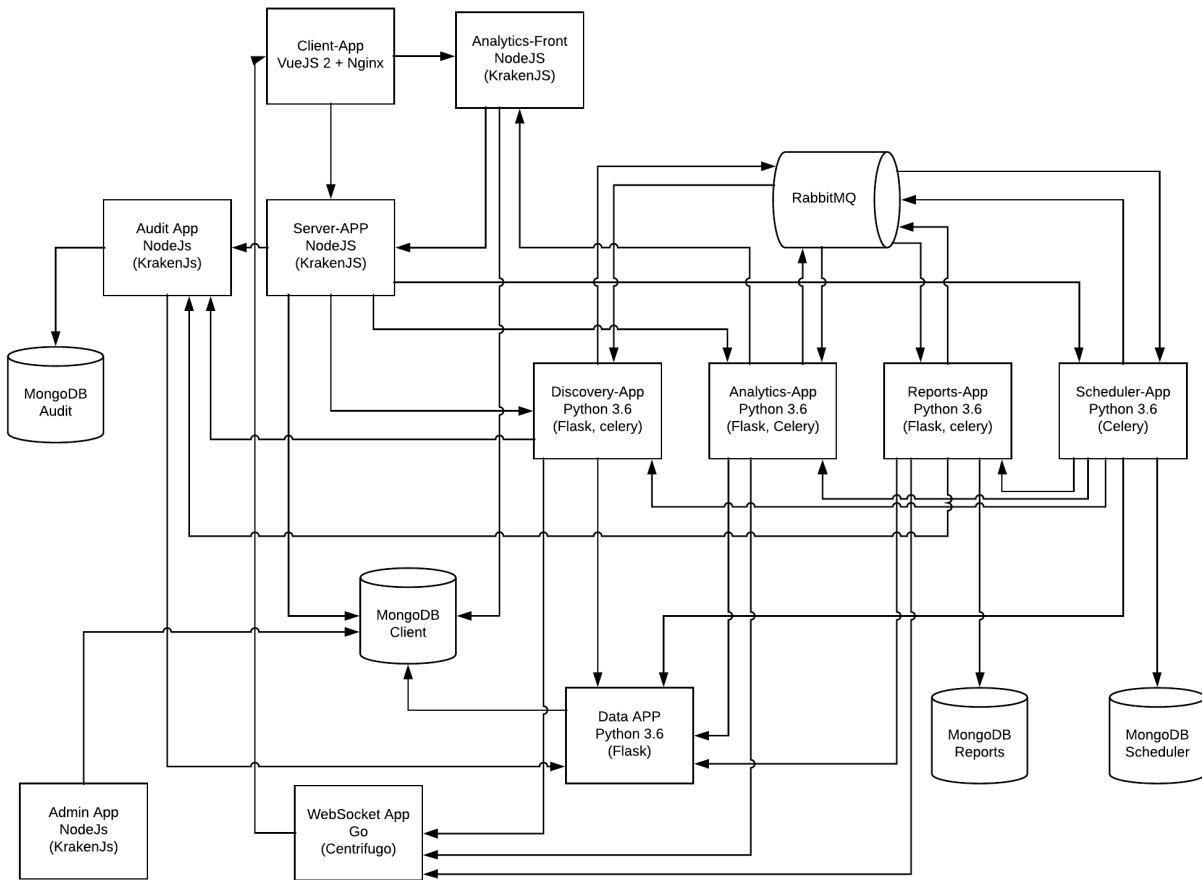 Client-App
VueJS 2 + Nginx
Analytics-Front
NodeJS
(KrakenJS)
RabbitMQ
Audit App
NodeJs
(KrakenJs)
Server-APP
NodeJS
(KrakenJS)
MongoDB
Audit
Discovery-App
Python 3.6
(Flask, celery)
Analytics-App
Python 3.6
(Flask, Celery)
Reports-App
Python 3.6
(Flask, celery)
Scheduler-App
Python 3.6
(Celery)
MongoDB
Client
Data APP
Python 3.6
(Flask)
MongoDB
Reports
MongoDB
Scheduler
Admin App
NodeJs
(KrakenJs)
WebSocket App
Go
(Centrifugo)